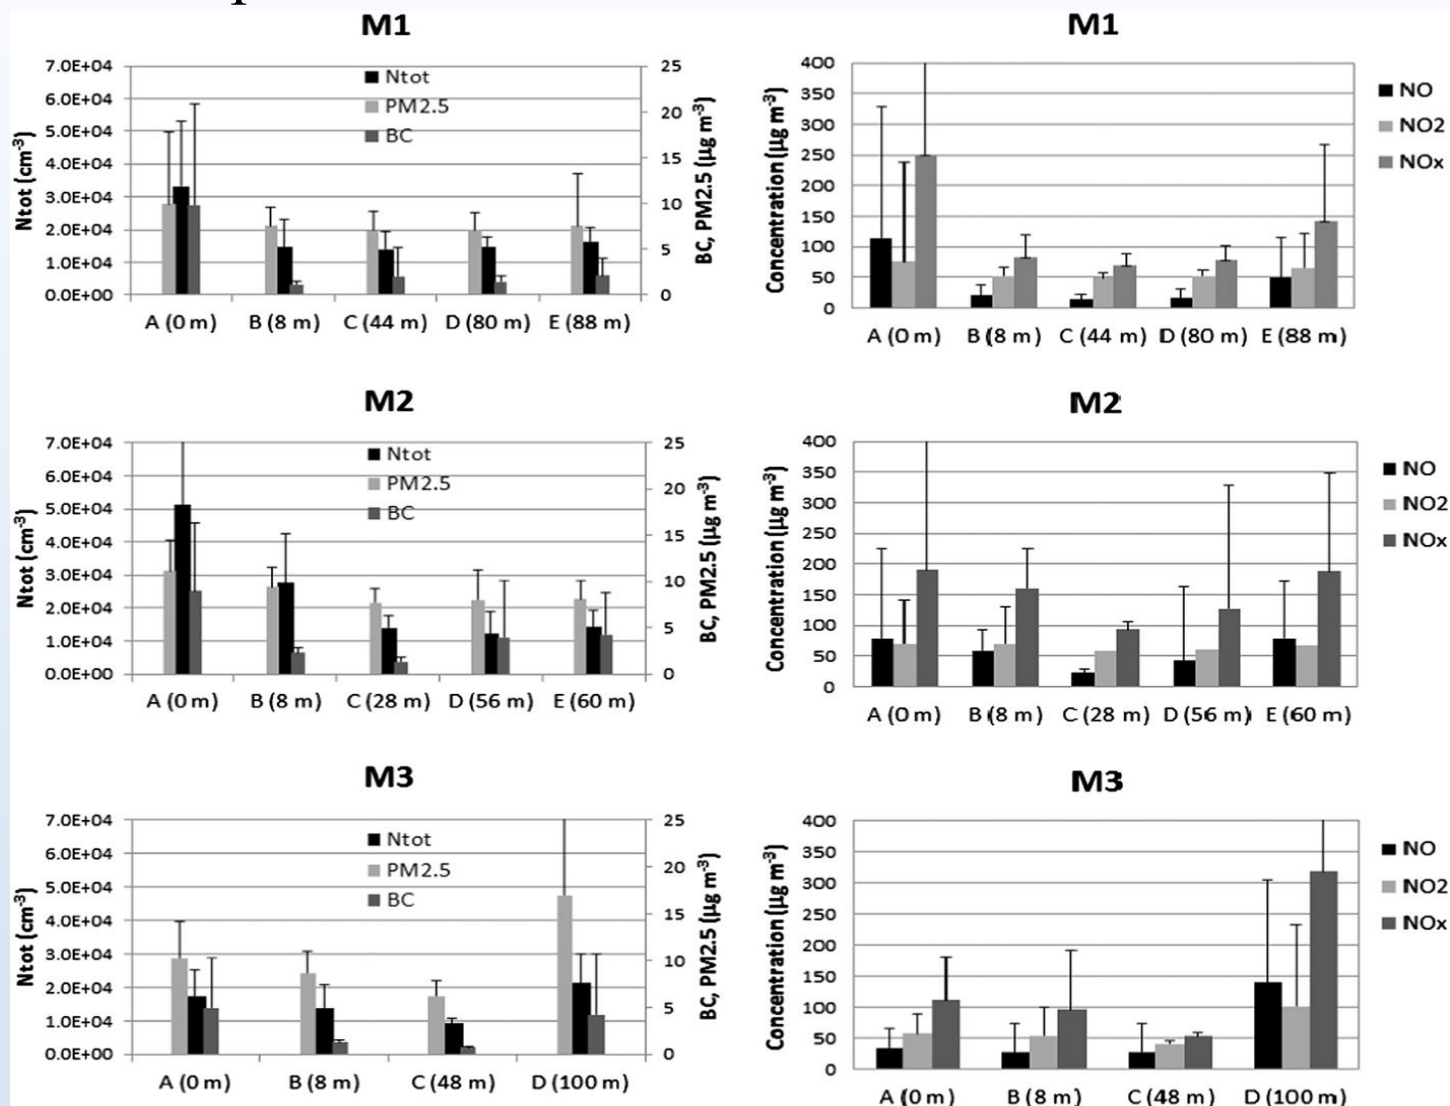 M1
7.0E+04
6.0E+04
5.0E+04
4.0E+04
3.0E+04
2.0E+04
1.0E+04
0.0E+00
Ntot (cm⁻³)
Ntot
PM2.5
BC
25
20
15
10
5
0
BC, PM2.5 (µg m⁻³)
A (0 m) B (8 m) C (44 m) D (80 m) E (88 m)
M1
400
350
300
250
200
150
100
50
0
Concentration (µg m⁻³)
NO
NO2
NOx
A (0 m) B (8 m) C (44 m) D (80 m) E (88 m)
M2
7.0E+04
6.0E+04
5.0E+04
4.0E+04
3.0E+04
2.0E+04
1.0E+04
0.0E+00
Ntot (cm⁻³)
Ntot
PM2.5
BC
25
20
15
10
5
0
BC, PM2.5 (µg m⁻³)
A (0 m) B (8 m) C (28 m) D (56 m) E (60 m)
M2
400
350
300
250
200
150
100
50
0
Concentration (µg m⁻³)
NO
NO2
NOx
A (0 m) B (8 m) C (28 m) D (56 m) E (60 m)
M3
7.0E+04
6.0E+04
5.0E+04
4.0E+04
3.0E+04
2.0E+04
1.0E+04
0.0E+00
Ntot (cm⁻³)
Ntot
PM2.5
BC
25
20
15
10
5
0
BC, PM2.5 (µg m⁻³)
A (0 m) B (8 m) C (48 m) D (100 m)
M3
400
350
300
250
200
150
100
50
0
Concentration (µg m⁻³)
NO
NO2
NOx
A (0 m) B (8 m) C (48 m) D (100 m)